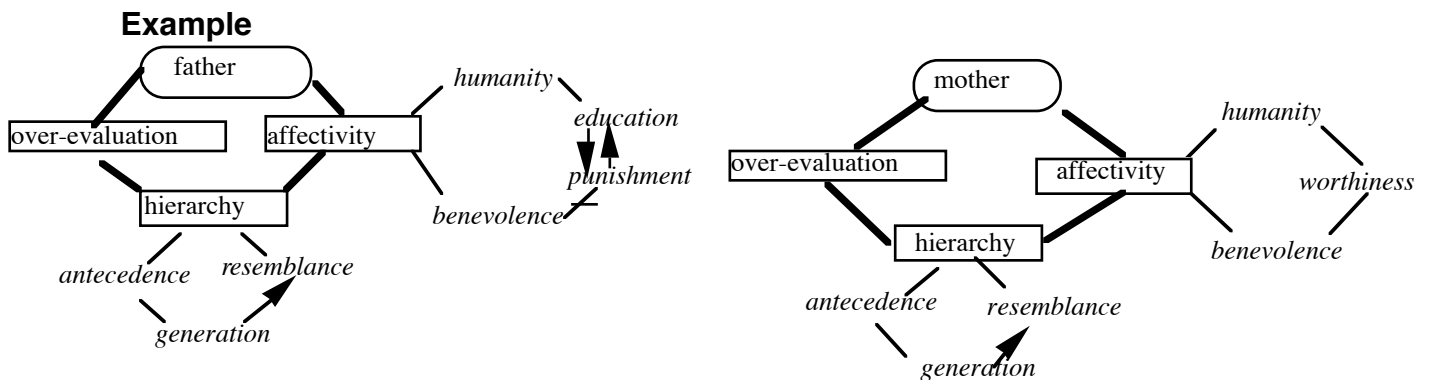 Example
father
humanity
over-evaluation
affectivity
education
punishment
hierarchy
benevolence
antecedence
resemblance
generation
mother
humanity
over-evaluation
affectivity
worthiness
hierarchy
benevolence
antecedence
resemblance
generation